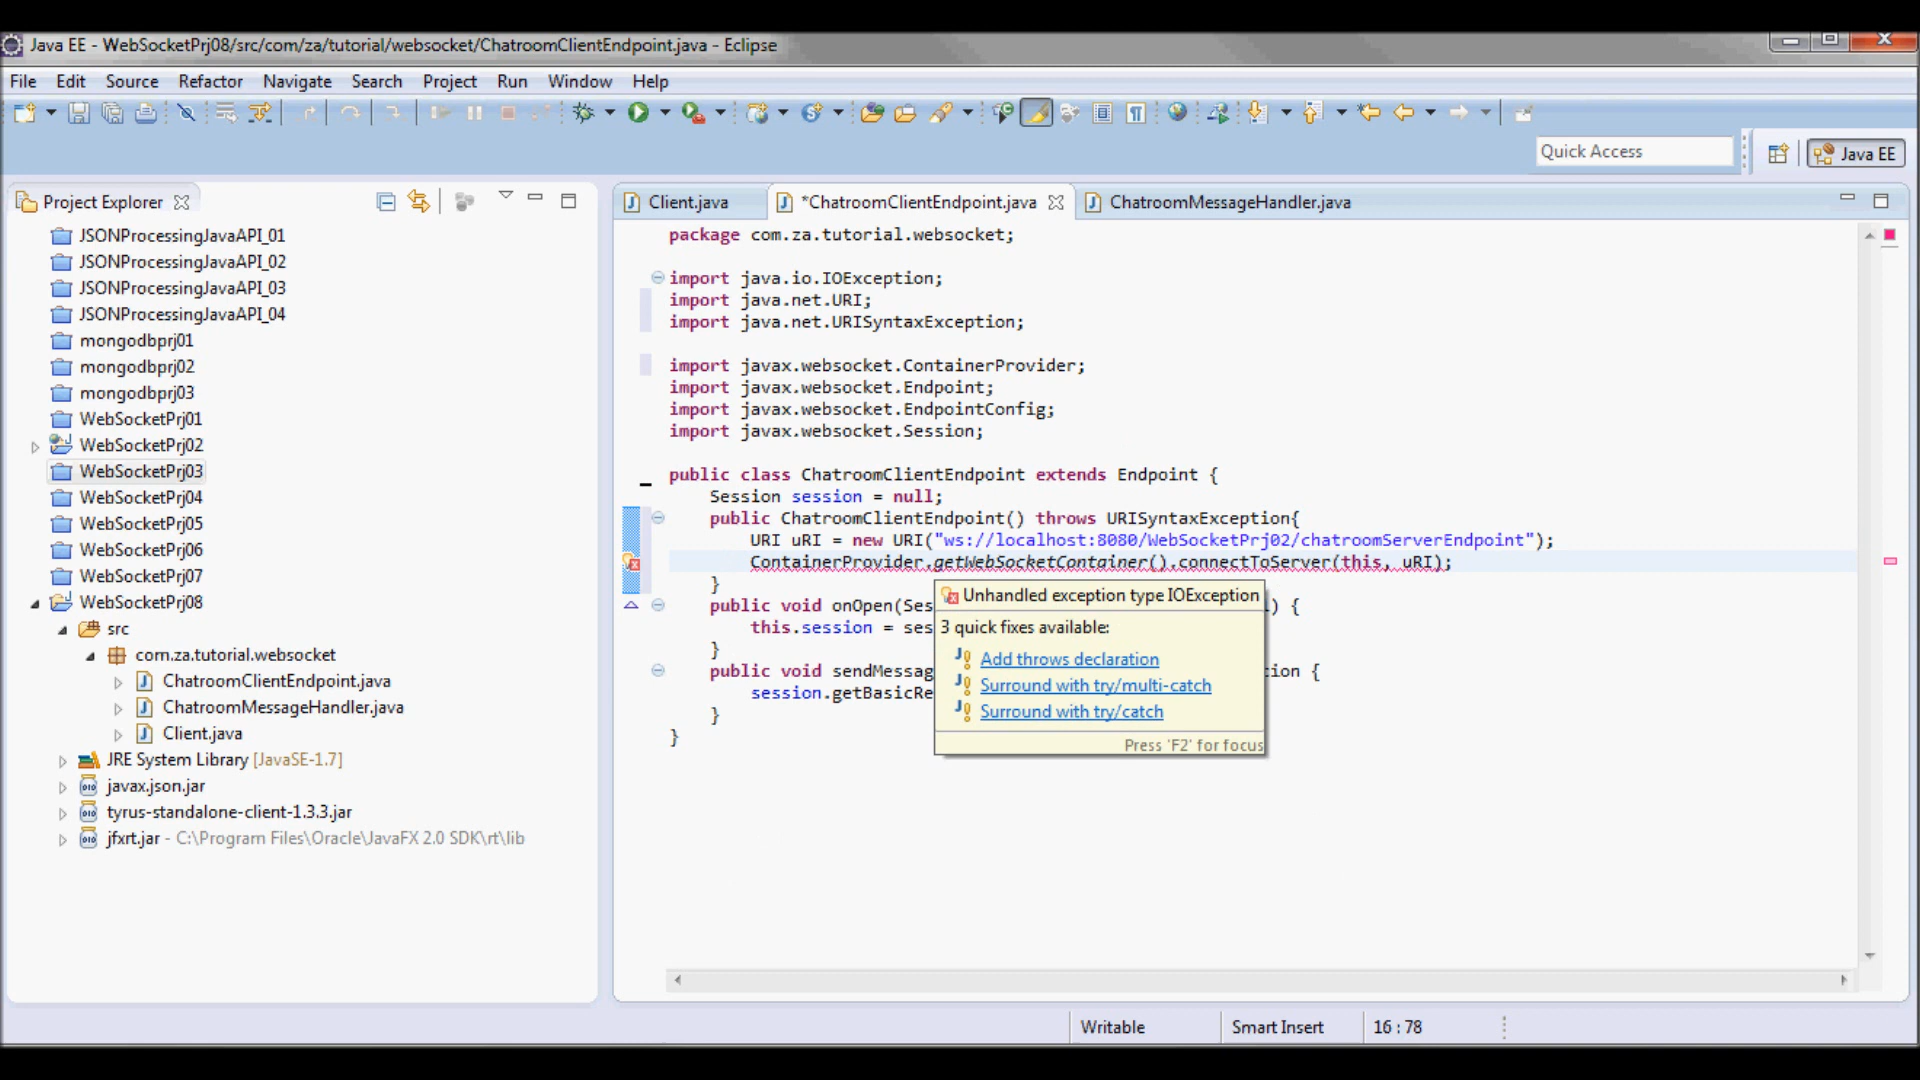 Java EE - WebSocketPrj08/src/com/za/tutorial/websocket/ChatroomClientEndpoint.java - Eclipse
File Edit Source Refactor Navigate Search Project Run Window Help
Quick Access
Java EE
Project Explorer
JSONProcessingJavaAPI_01
JSONProcessingJavaAPI_02
JSONProcessingJavaAPI_03
JSONProcessingJavaAPI_04
mongodbprj01
mongodbprj02
mongodbprj03
WebSocketPrj01
WebSocketPrj02
WebSocketPrj03
WebSocketPrj04
WebSocketPrj05
WebSocketPrj06
WebSocketPrj07
WebSocketPrj08
src
com.za.tutorial.websocket
ChatroomClientEndpoint.java
ChatroomMessageHandler.java
Client.java
JRE System Library [JavaSE-1.7]
javax.json.jar
tyrus-standalone-client-1.3.3.jar
jfxrt.jar - C:\Program Files\Oracle\JavaFX 2.0 SDK\rt\lib
Client.java *ChatroomClientEndpoint.java ChatroomMessageHandler.java
package com.za.tutorial.websocket;
import java.io.IOException;
import java.net.URI;
import java.net.URISyntaxException;
import javax.websocket.ContainerProvider;
import javax.websocket.Endpoint;
import javax.websocket.EndpointConfig;
import javax.websocket.Session;
public class ChatroomClientEndpoint extends Endpoint {
Session session = null;
public ChatroomClientEndpoint() throws URISyntaxException{
URI uRI = new URI("ws://localhost:8080/WebSocketPrj02/chatroomServerEndpoint");
ContainerProvider.getWebSocketContainer().connectToServer(this, uRI);
}
public void onOpen(Ses ) {
this.session = ses
}
public void sendMessag ion {
session.getBasicRe
}
}
Unhandled exception type IOException
3 quick fixes available:
Add throws declaration
Surround with try/multi-catch
Surround with try/catch
Press 'F2' for focus
Writable Smart Insert 16 : 78